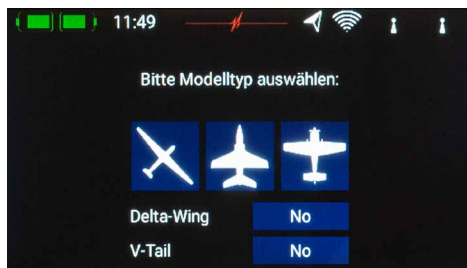 11:49
Bitte Modelltyp auswählen:
Delta-Wing No
V-Tail No